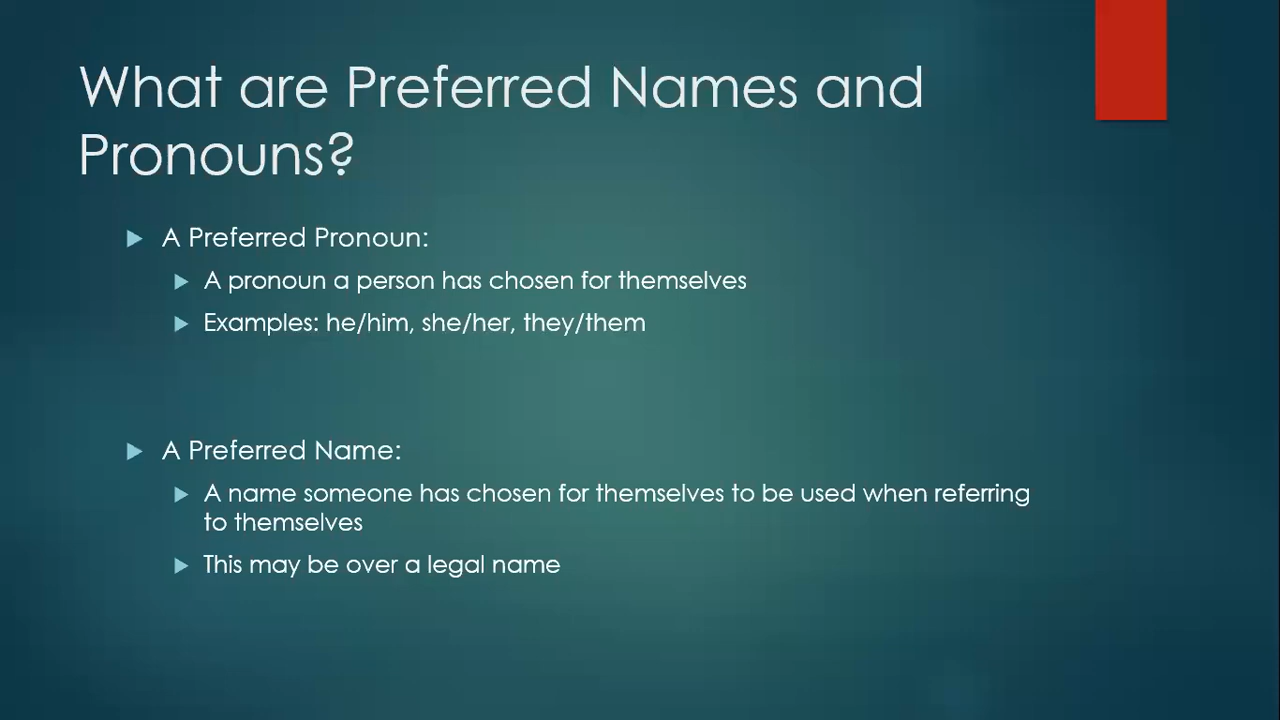 What are Preferred Names and
Pronouns?
A Preferred Pronoun:
A pronoun a person has chosen for themselves
Examples: he/him, she/her, they/them
A Preferred Name:
A name someone has chosen for themselves to be used when referring
to themselves
This may be over a legal name